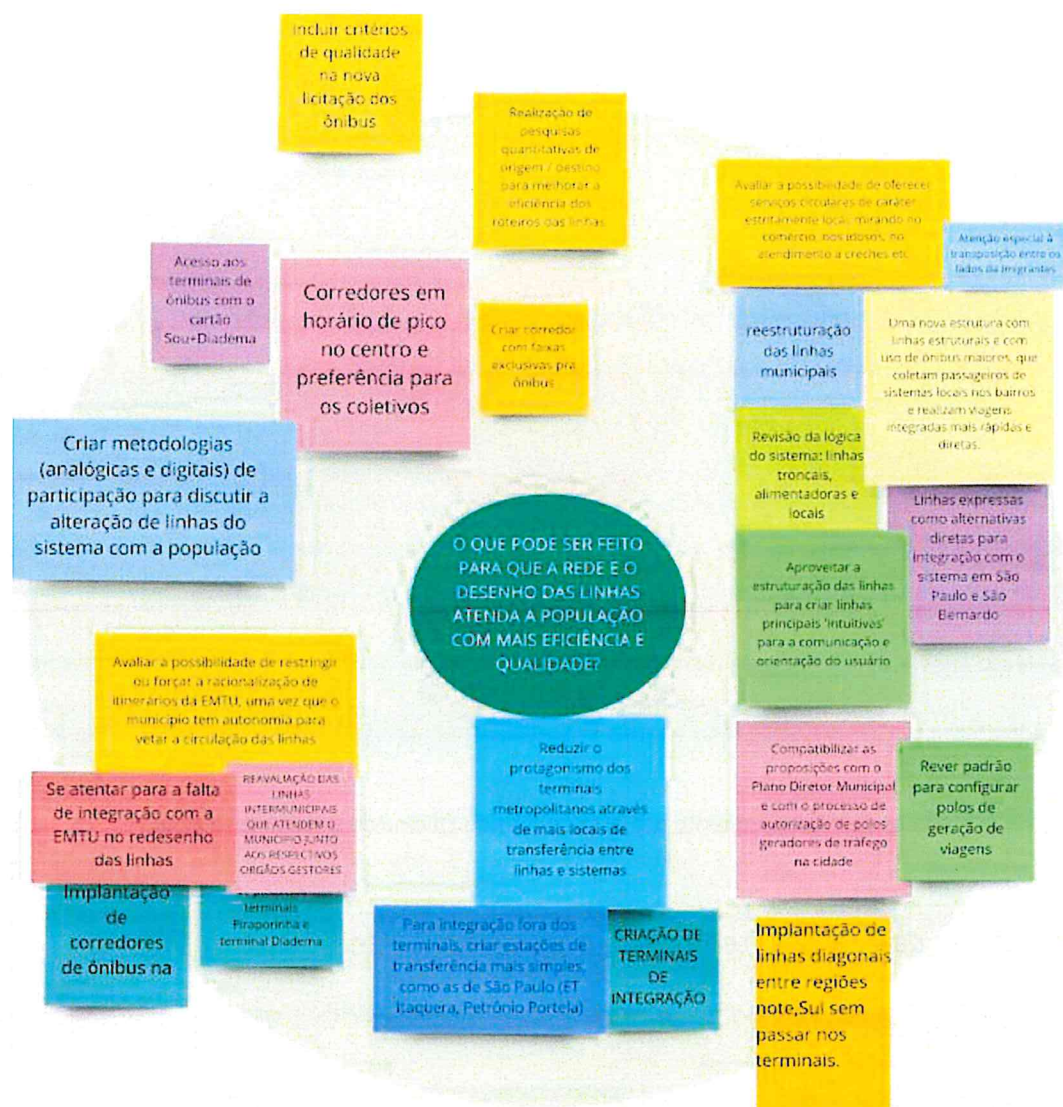 Incluir critérios
de qualidade
na nova
licitação dos
ônibus
Realização de
pesquisas
quantitativas de
origem / destino
para melhorar a
eficiência dos
roteiros das linhas
Avaliar a possibilidade de oferecer
serviços circulares de caráter
estritamente local, mirando no
comércio, nos idosos, no
atendimento a creches etc
Atenção especial à
transposição entre os
lados da Imigrantes
Acesso aos
terminais de
ônibus com o
cartão
Sou+Diadema
Corredores em
horário de pico
no centro e
preferência para
os coletivos
Criar corredor
com faixas
exclusivas pra
ônibus
reestruturação
das linhas
municipais
Uma nova estrutura com
linhas estruturais e com
uso de ônibus maiores, que
coletam passageiros de
sistemas locais nos bairros
e realizam viagens
integradas mais rápidas e
diretas.
Criar metodologias
(analógicas e digitais) de
participação para discutir a
alteração de linhas do
sistema com a população
Revisão da lógica
do sistema: linhas
troncais,
alimentadoras e
locais
Linhas expressas
como alternativas
diretas para
integração com o
sistema em São
Paulo e São
Bernardo
O QUE PODE SER FEITO
PARA QUE A REDE E O
DESENHO DAS LINHAS
ATENDA A POPULAÇÃO
COM MAIS EFICIÊNCIA E
QUALIDADE?
Aproveitar a
estruturação das linhas
para criar linhas
principais 'intuitivas'
para a comunicação e
orientação do usuário
Avaliar a possibilidade de restringir
ou forçar a racionalização de
itinerários da EMTU, uma vez que o
município tem autonomia para
vetar a circulação das linhas
Se atentar para a falta
de integração com a
EMTU no redesenho
das linhas
REAVALIAÇÃO DAS
LINHAS
INTERMUNICIPAIS
QUE ATENDEM O
MUNICIPIO JUNTO
AOS RESPECTIVOS
ORGÃOS GESTORES
Implantação
de
corredores
de ônibus na
terminais
Piraporinha e
terminal Diadema
Reduzir o
protagonismo dos
terminais
metropolitanos através
de mais locais de
transferência entre
linhas e sistemas
Compatibilizar as
proposições com o
Plano Diretor Municipal
e com o processo de
autorização de polos
geradores de tráfego
na cidade
Rever padrão
para configurar
polos de
geração de
viagens
Para integração fora dos
terminais, criar estações de
transferência mais simples,
como as de São Paulo (ET
Itaquera, Petrônio Portela)
CRIAÇÃO DE
TERMINAIS
DE
INTEGRAÇÃO
Implantação de
linhas diagonais
entre regiões
note,Sul sem
passar nos
terminais.